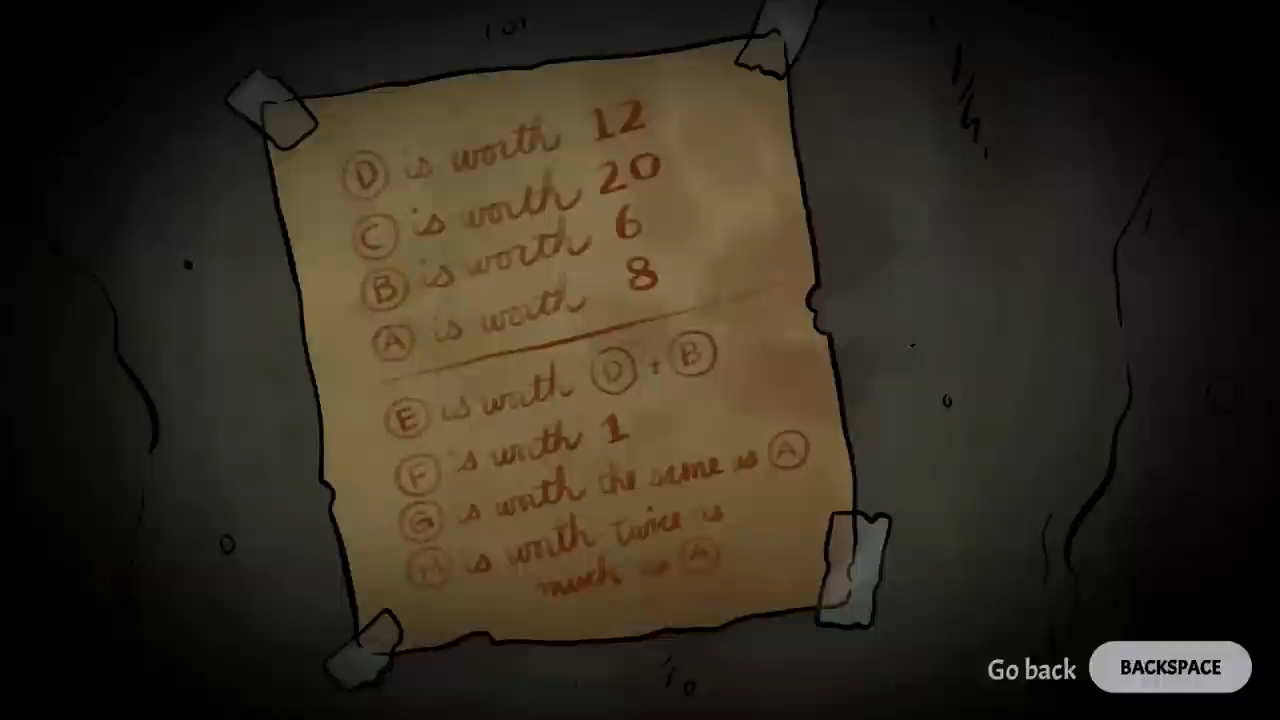 D is worth 12
C is worth 20
B is worth 6
A is worth 8
E is worth D + B
F is worth 1
G is worth the same as A
H is worth twice as
much as A
Go back BACKSPACE